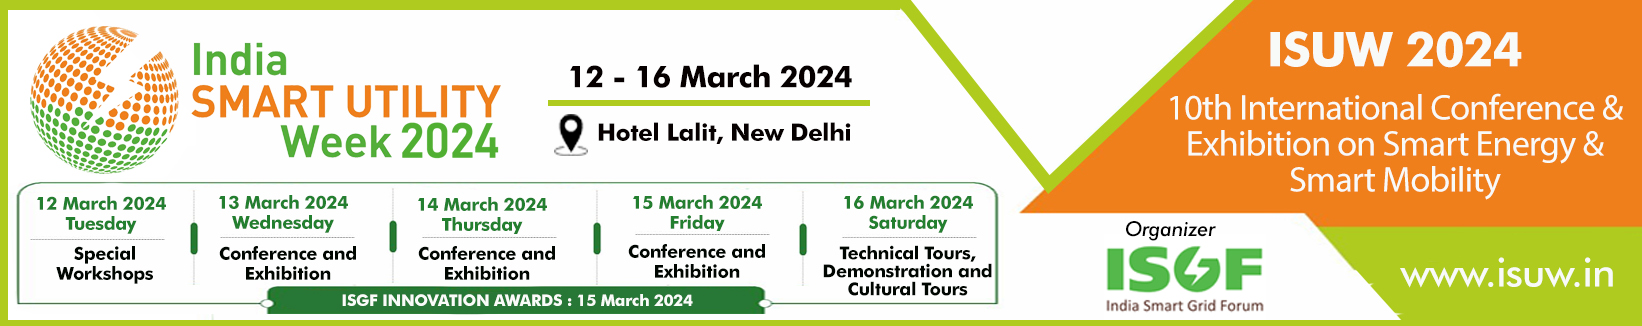 India
SMART UTILITY
Week 2024
12 - 16 March 2024
Hotel Lalit, New Delhi
12 March 2024
Tuesday
Special
Workshops
13 March 2024
Wednesday
Conference and
Exhibition
14 March 2024
Thursday
Conference and
Exhibition
15 March 2024
Friday
Conference and
Exhibition
16 March 2024
Saturday
Technical Tours,
Demonstration and
Cultural Tours
ISGF INNOVATION AWARDS : 15 March 2024
ISUW 2024
10th International Conference &
Exhibition on Smart Energy &
Smart Mobility
Organizer
ISGF
India Smart Grid Forum
www.isuw.in